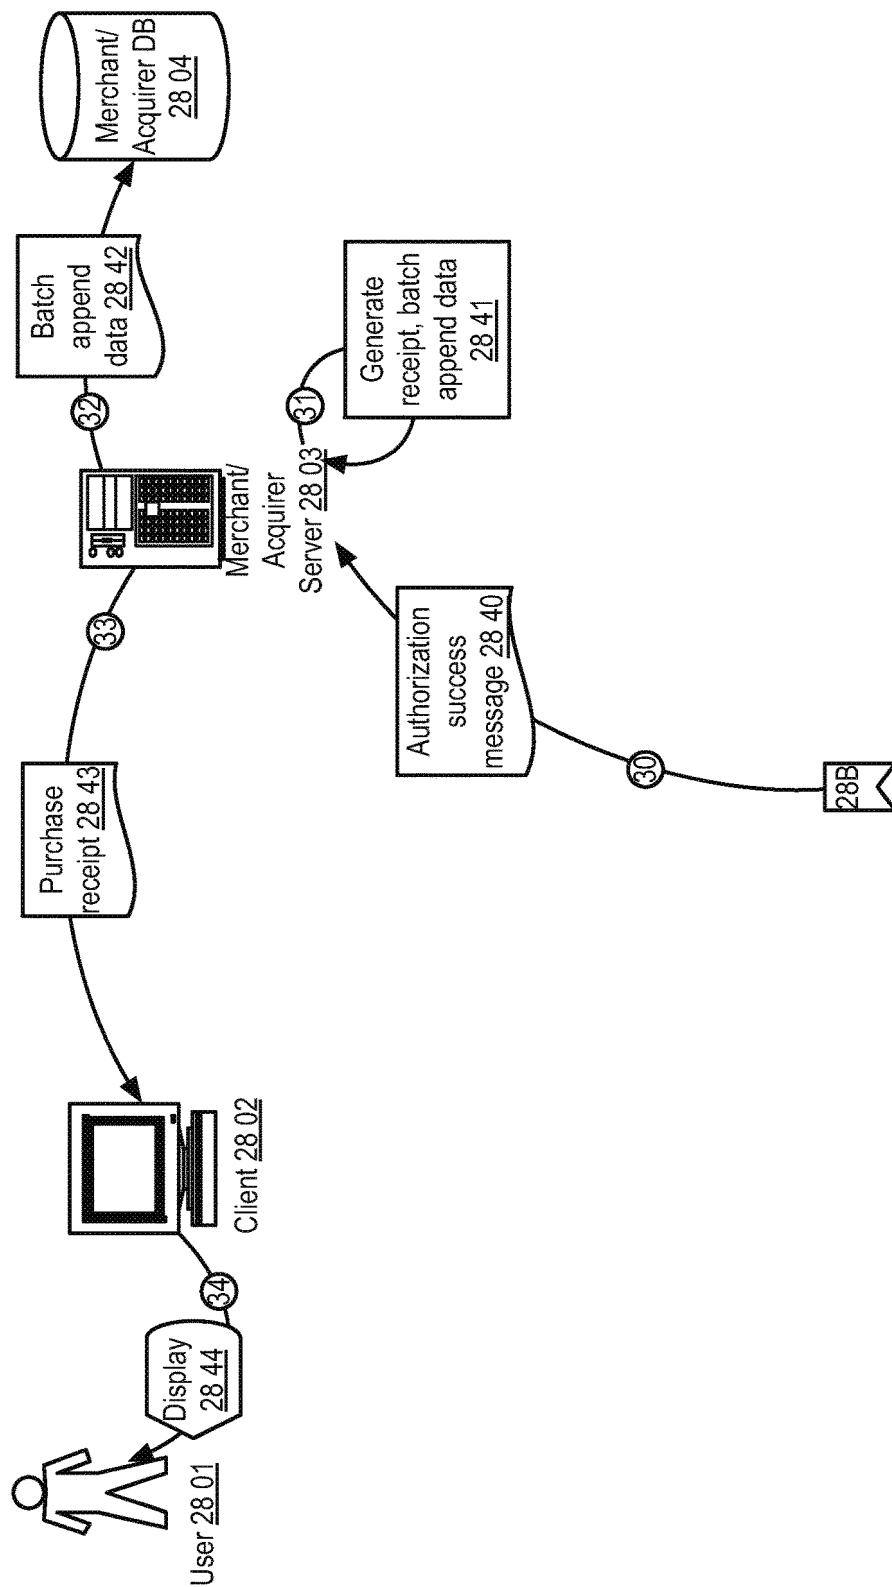 User 28 01
Display
28 44
34
Client 28 02
Purchase
receipt 28 43
33
Merchant/
Acquirer
Server 28 03
32
Batch
append
data 28 42
Merchant/
Acquirer DB
28 04
31
Generate
receipt, batch
append data
28 41
Authorization
success
message 28 40
30
28B